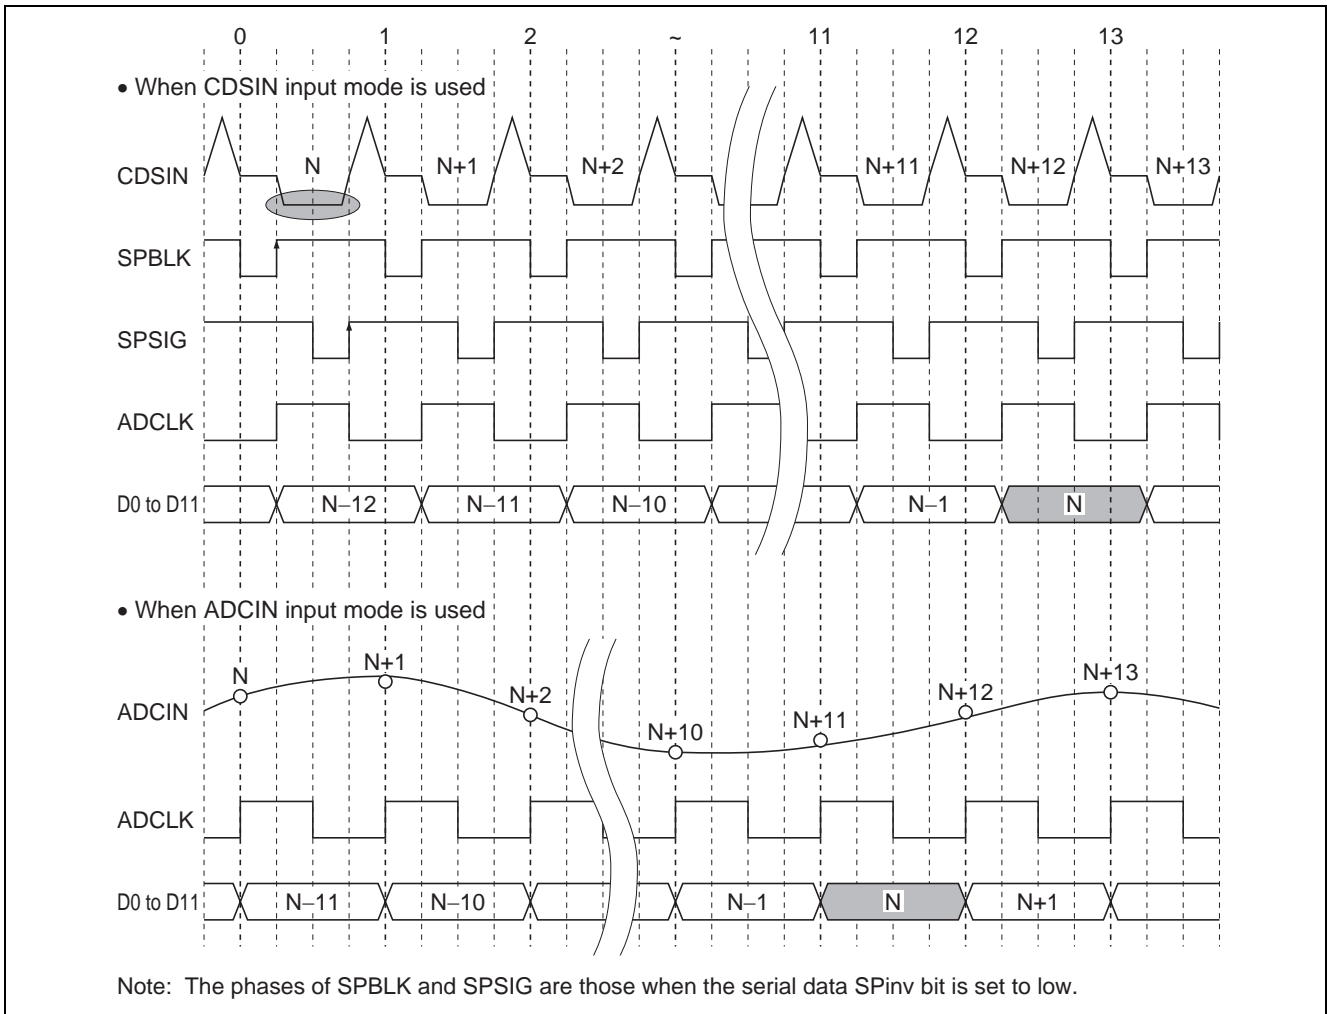 0 1 2 ~ 11 12 13
• When CDSIN input mode is used
CDSIN N N+1 N+2 N+11 N+12 N+13
SPBLK
SPSIG
ADCLK
D0 to D11 N–12 N–11 N–10 N–1 N
• When ADCIN input mode is used
ADCIN N N+1 N+2 N+10 N+11 N+12 N+13
ADCLK
D0 to D11 N–11 N–10 N–1 N N+1
Note: The phases of SPBLK and SPSIG are those when the serial data SPinv bit is set to low.